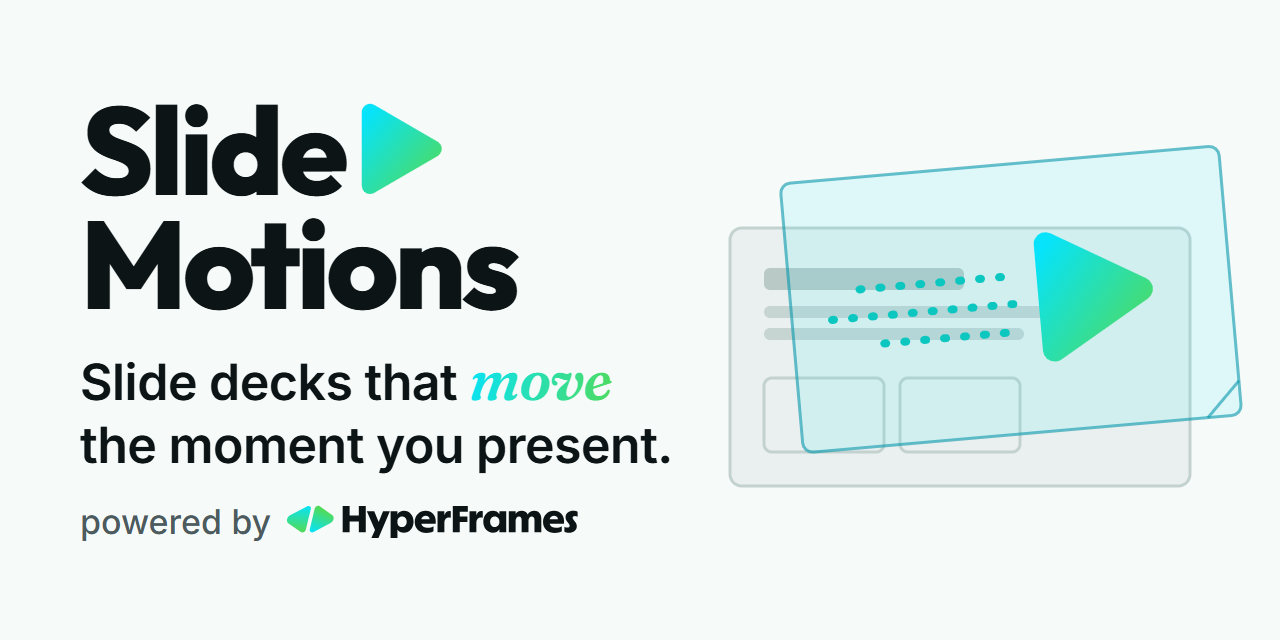 Slide
Motions
Slide decks that move
the moment you present.
powered by HyperFrames